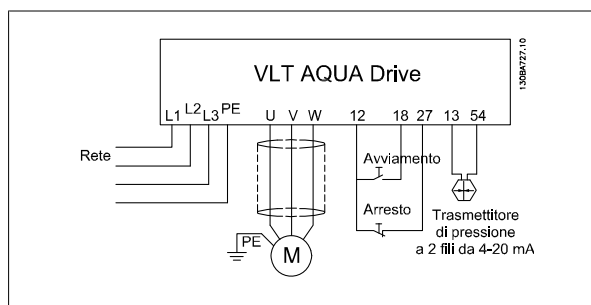 130BA727.10
VLT AQUA Drive
L1 L2 L3 PE U V W 12 18 27 13 54
Rete
Avviamento
Arresto
PE
M
Trasmettitore
di pressione
a 2 fili da 4-20 mA